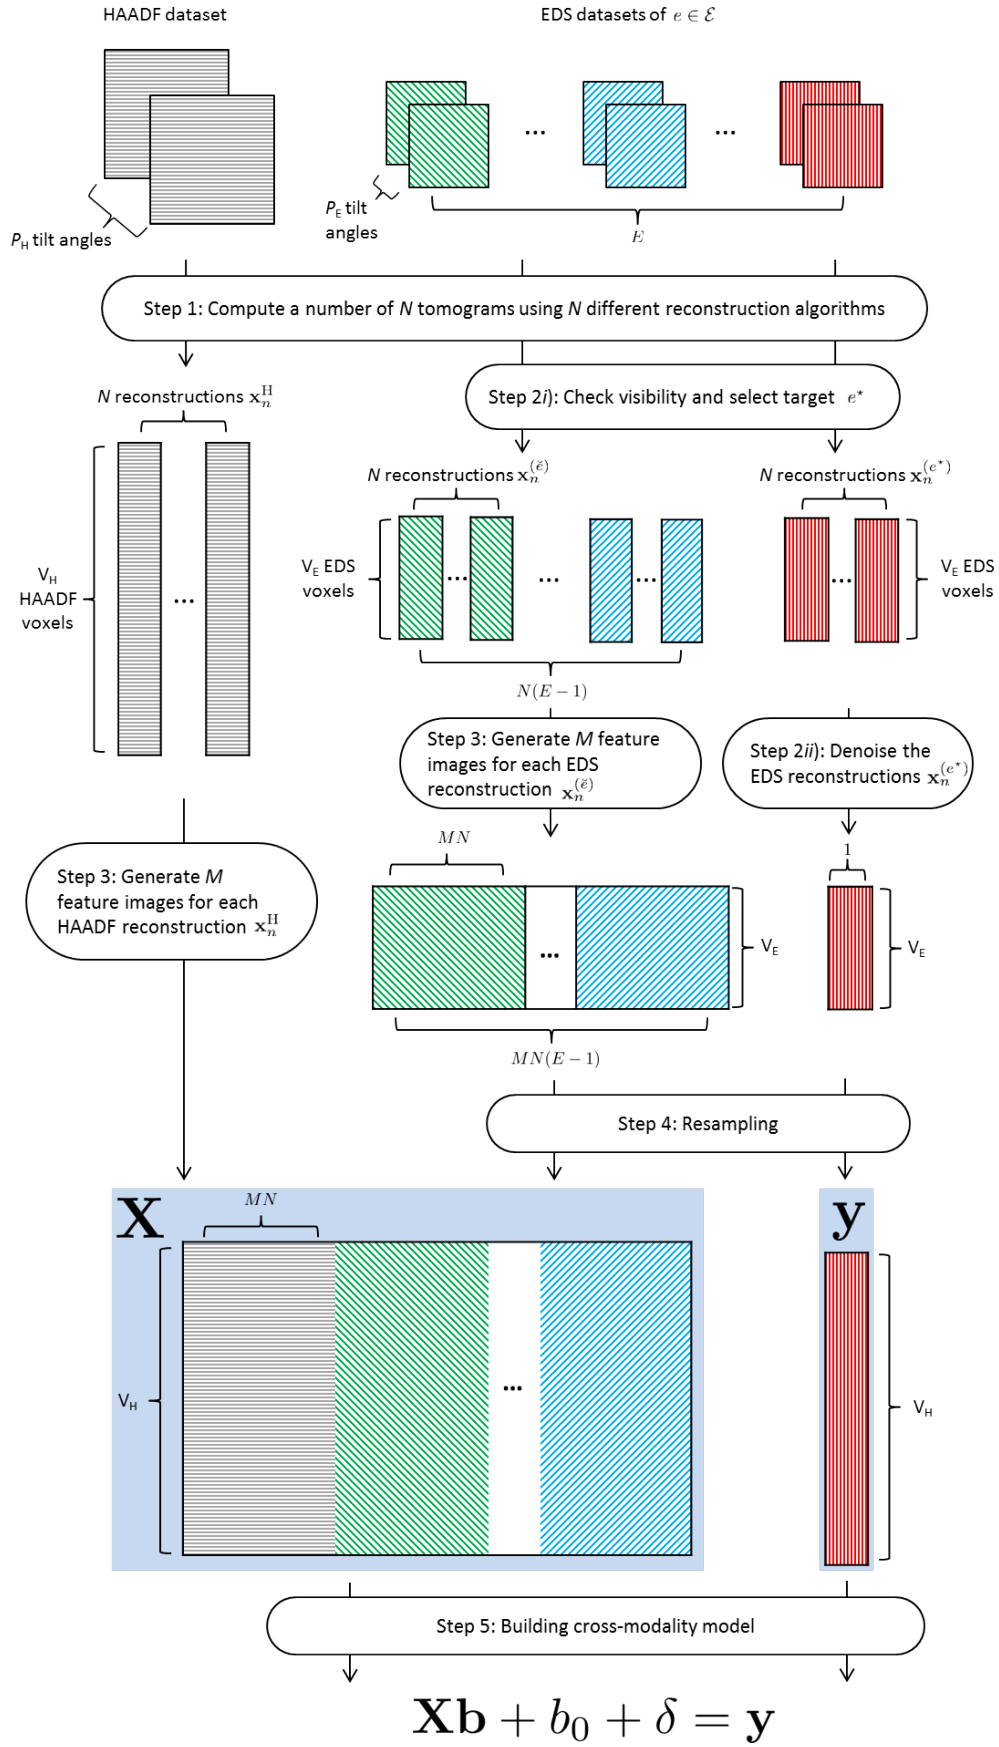 HAADF dataset
EDS datasets of e ∈ ℰ
...
...
P_H tilt angles
P_E tilt
angles
E
Step 1: Compute a number of N tomograms using N different reconstruction algorithms
Step 2i): Check visibility and select target e⋆
N reconstructions x_n^H
N reconstructions x_n^(ĕ)
N reconstructions x_n^(e⋆)
V_H
HAADF
voxels
...
V_E EDS
voxels
...
...
...
...
V_E EDS
voxels
N(E − 1)
Step 3: Generate M feature
images for each EDS
reconstruction x_n^(ĕ)
Step 2ii): Denoise the
EDS reconstructions x_n^(e⋆)
MN
1
Step 3: Generate M
feature images for each
HAADF reconstruction x_n^H
...
V_E
V_E
MN(E − 1)
Step 4: Resampling
X
MN
y
V_H
...
V_H
Step 5: Building cross-modality model
Xb + b_0 + δ = y